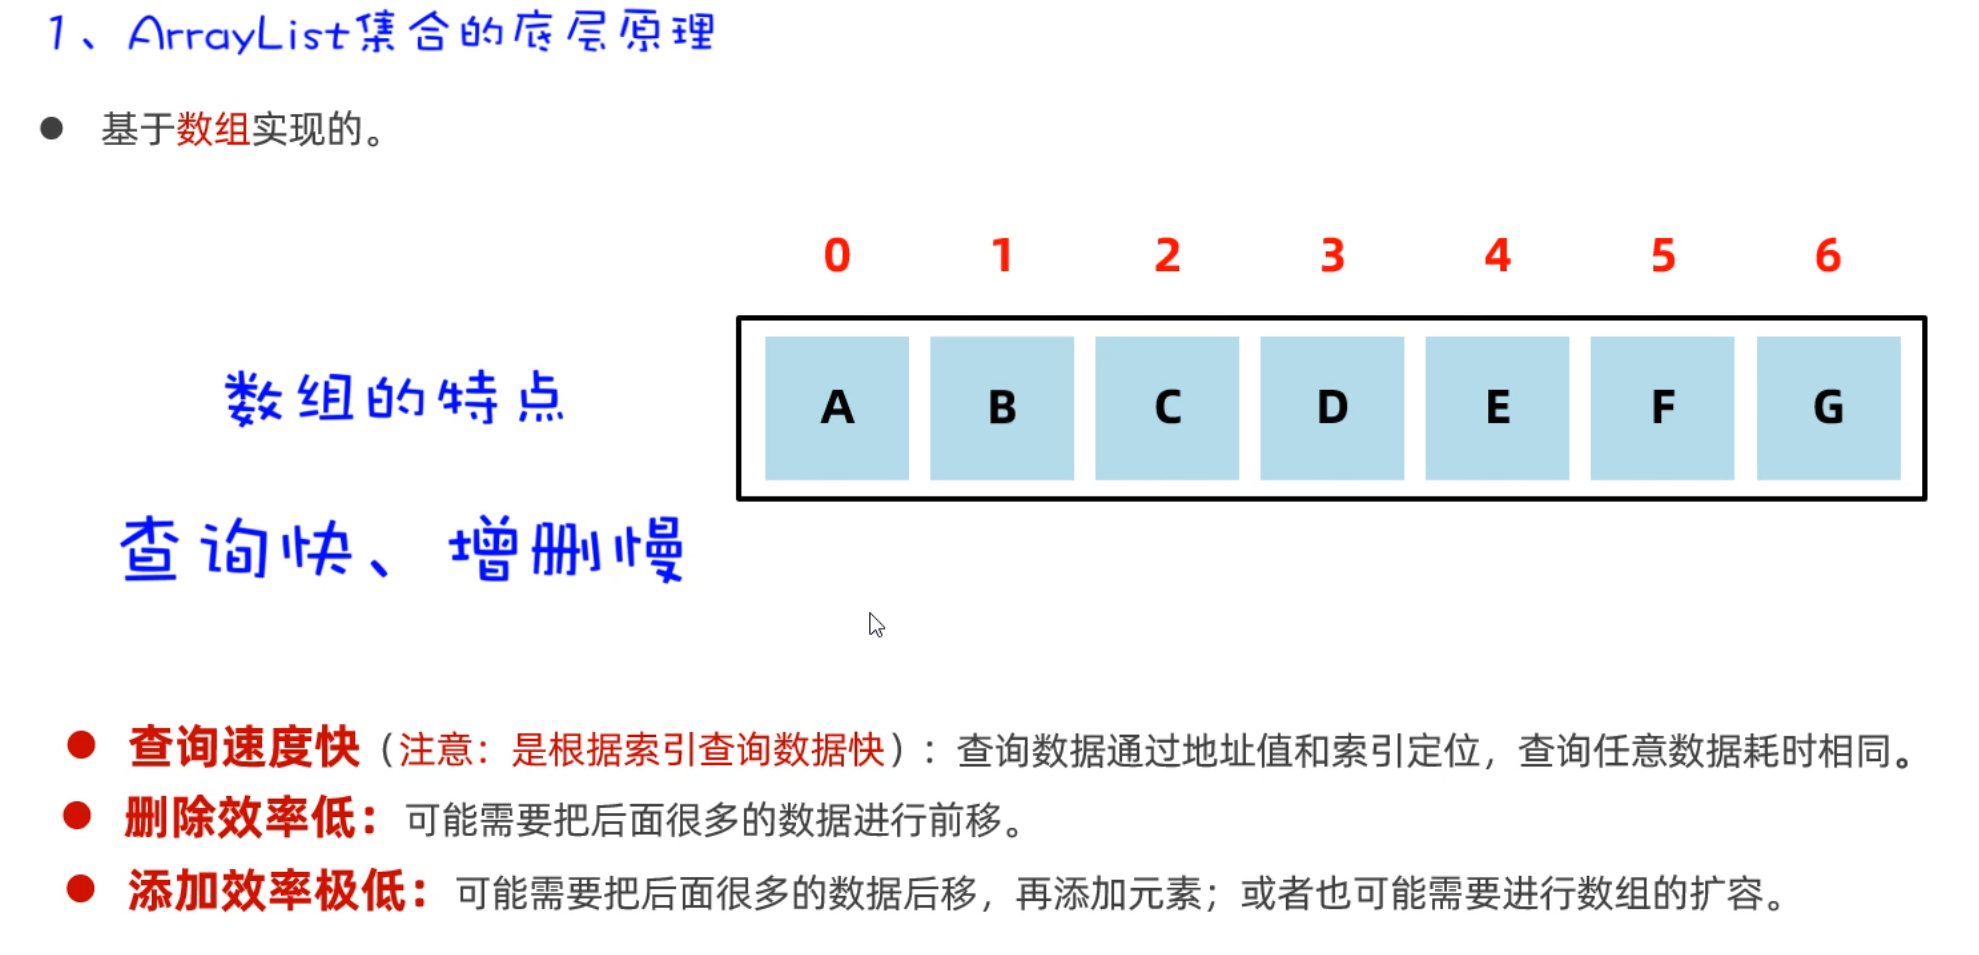 1、ArrayList集合的底层原理
基于数组实现的。
0 1 2 3 4 5 6
A B C D E F G
数组的特点
查询快、增删慢
查询速度快（注意：是根据索引查询数据快）：查询数据通过地址值和索引定位，查询任意数据耗时相同。
删除效率低：可能需要把后面很多的数据进行前移。
添加效率极低：可能需要把后面很多的数据后移，再添加元素；或者也可能需要进行数组的扩容。